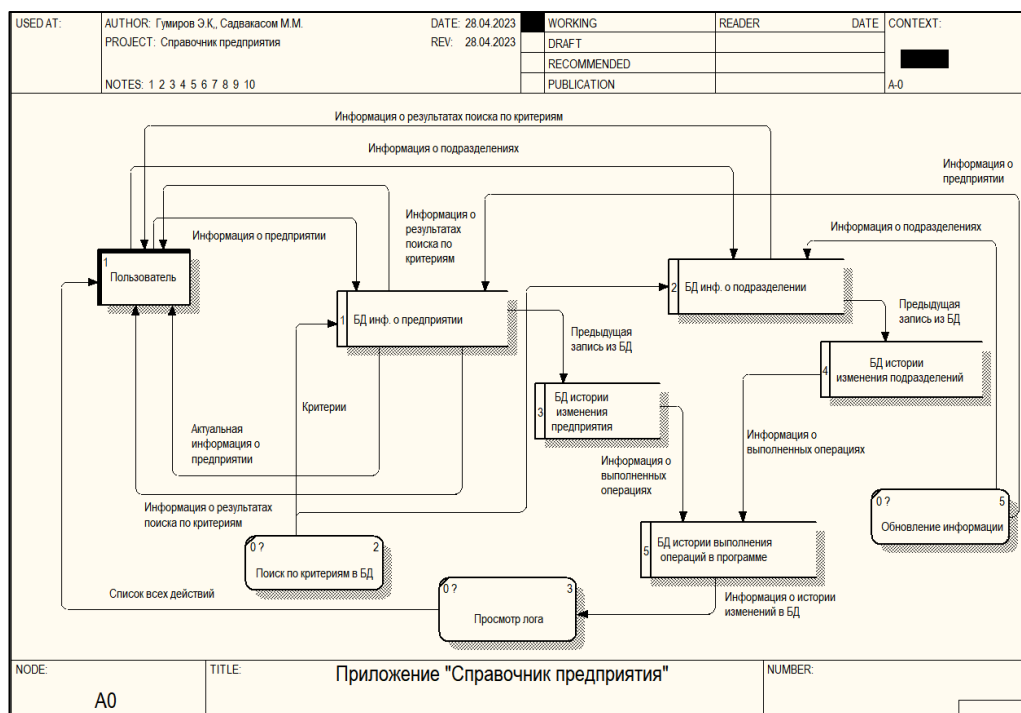 USED AT:
AUTHOR: Гумиров Э.К,, Садвакасом М.М.
DATE: 28.04.2023
WORKING
READER
DATE
CONTEXT:
PROJECT: Справочник предприятия
REV: 28.04.2023
DRAFT
RECOMMENDED
NOTES: 1 2 3 4 5 6 7 8 9 10
PUBLICATION
A-0
Информация о результатах поиска по критериям
Информация о подразделениях
Информация о
предприятии
Информация о предприятии
Информация о
результатах
поиска по
критериям
Информация о подразделениях
1
Пользователь
2
БД инф. о подразделении
1
БД инф. о предприятии
Предыдущая
запись из БД
Предыдущая
запись из БД
4
БД истории
изменения подразделений
3
БД истории
изменения
предприятия
Критерии
Актуальная
информация о
предприятии
Информация о
выполненных операциях
Информация о
выполненных
операциях
Информация о результатах
поиска по критериям
0 ?
5
Обновление информации
5
БД истории выполнения
операций в программе
0 ?
2
Поиск по критериям в БД
Список всех действий
0 ?
3
Просмотр лога
Информация о истории
изменений в БД
NODE:
A0
TITLE:
Приложение "Справочник предприятия"
NUMBER: